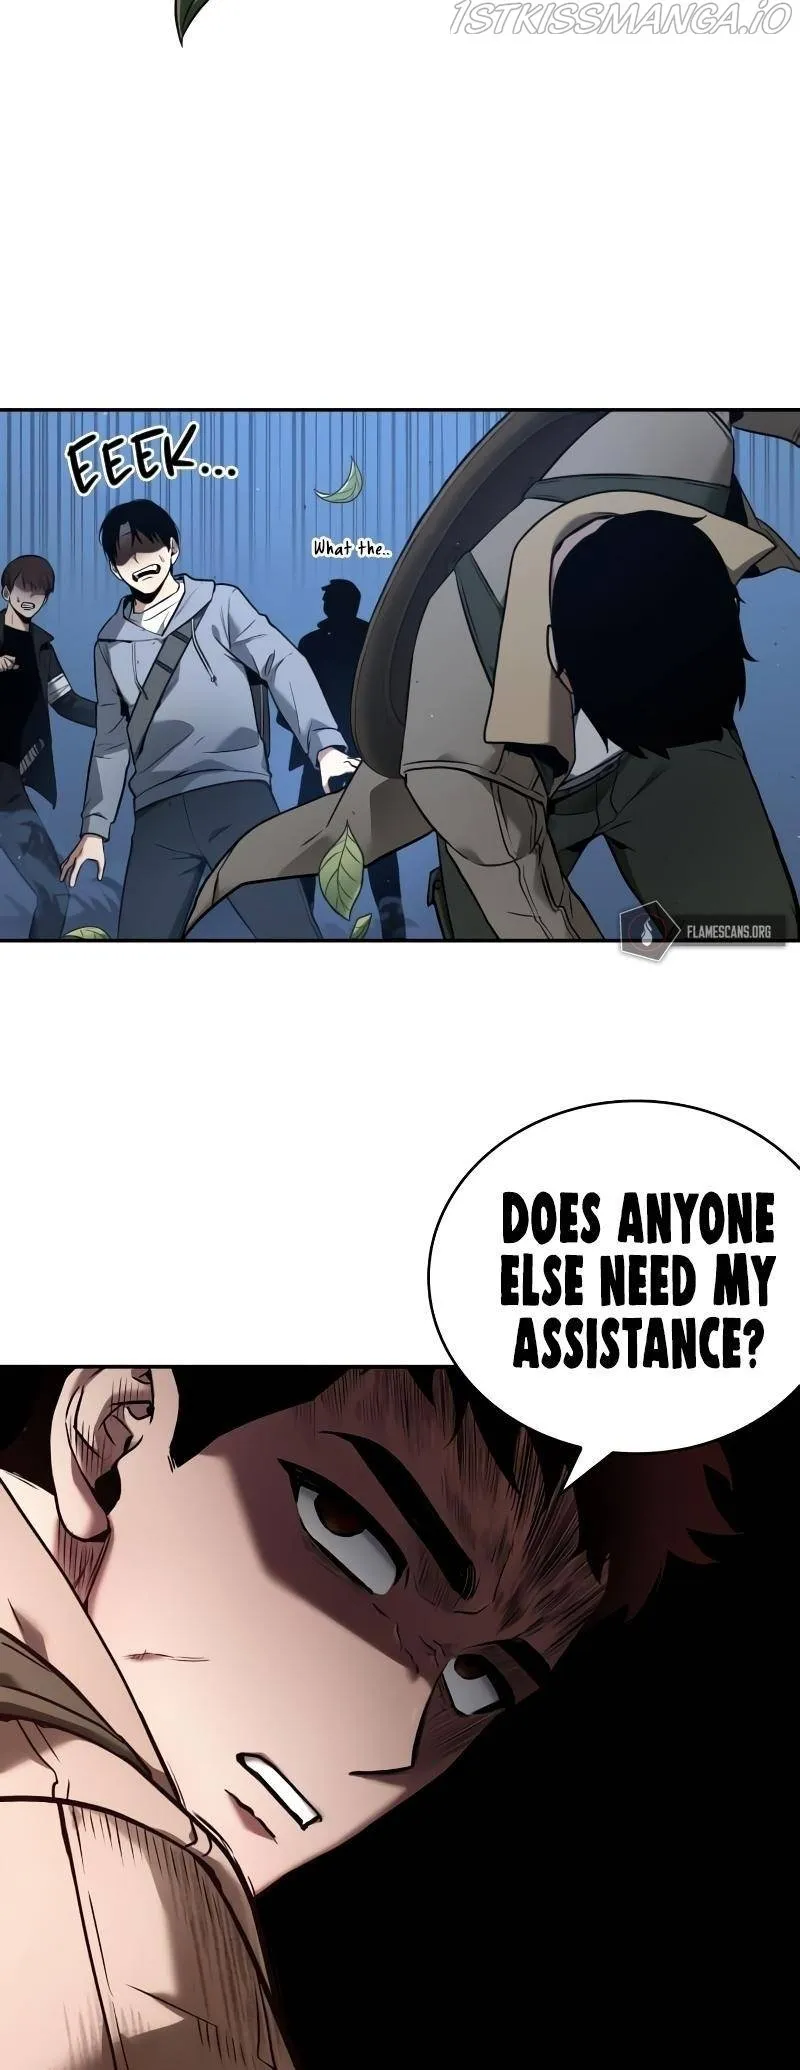 1STKISSMANGA.IO
EEEK...
What the..
FLAMESCANS.ORG
DOES ANYONE
ELSE NEED MY
ASSISTANCE?